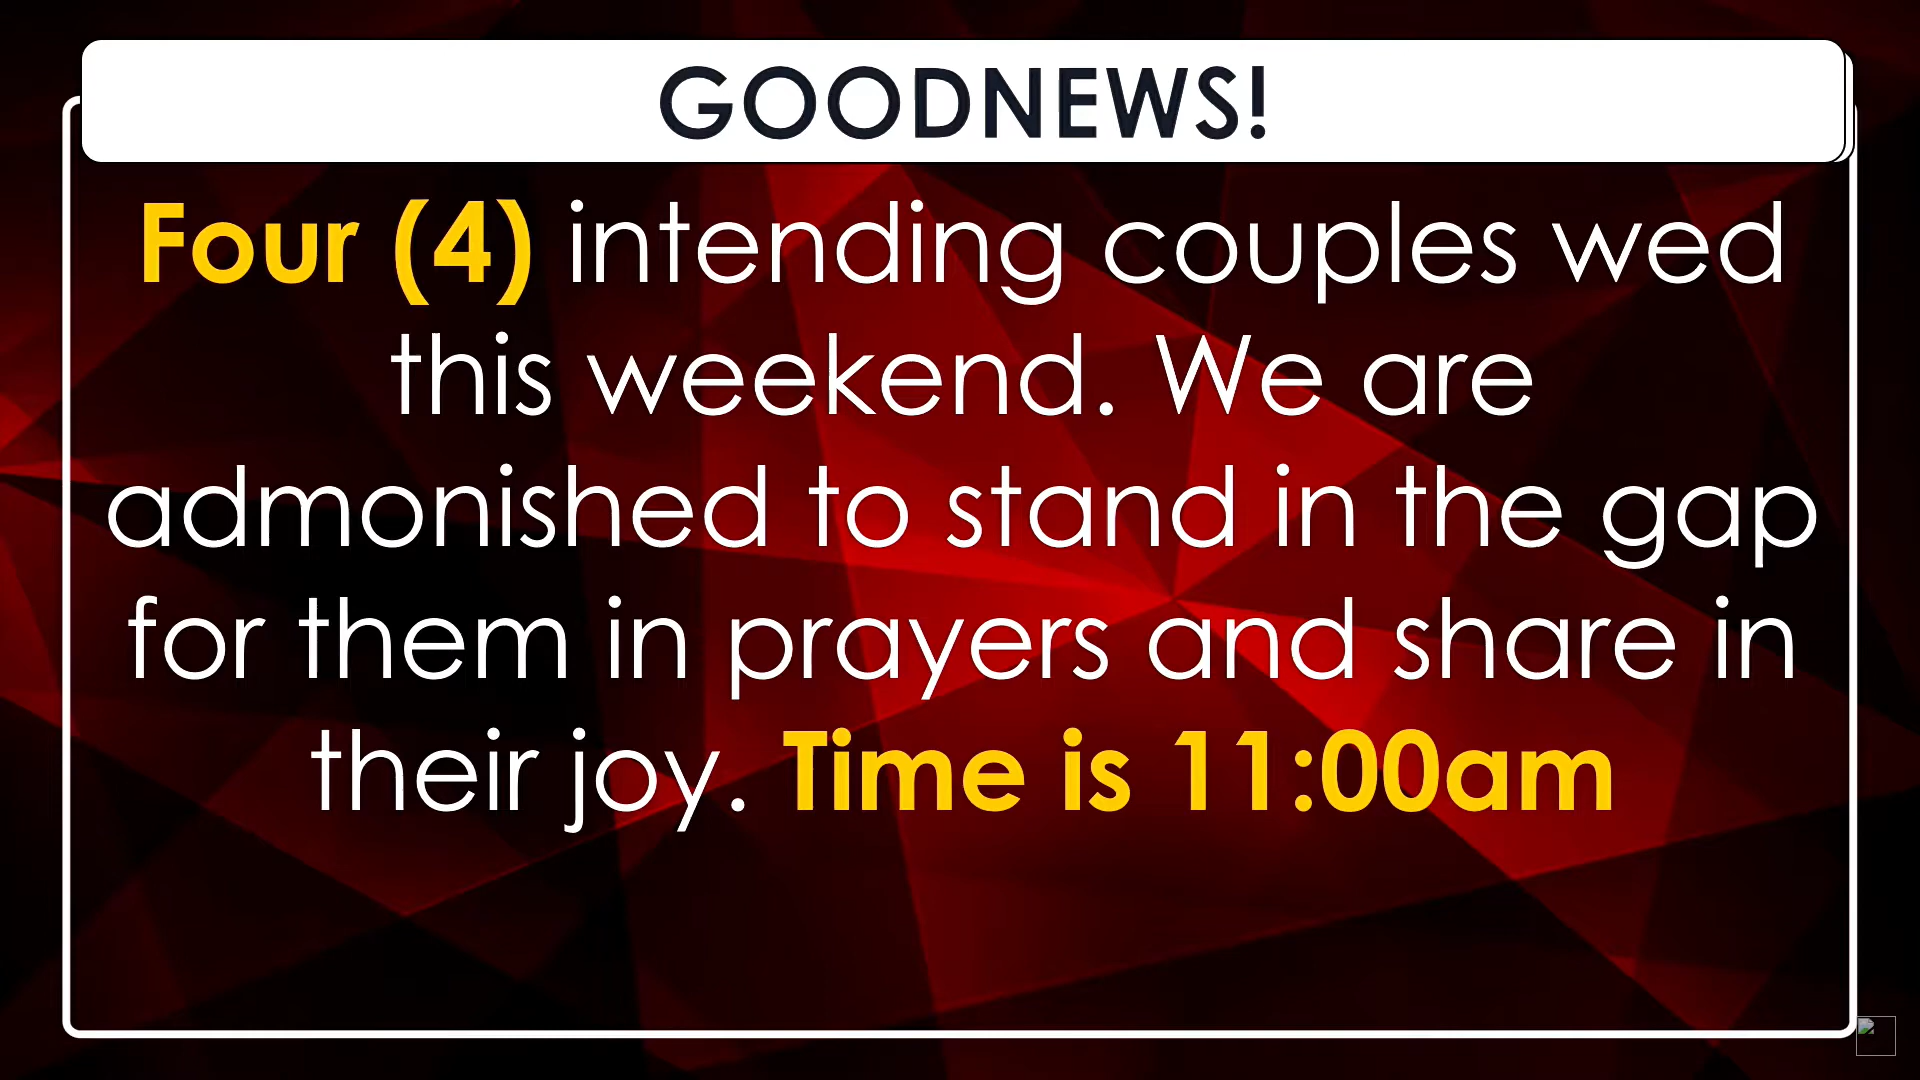 GOODNEWS!
Four (4) intending couples wed
this weekend. We are
admonished to stand in the gap
for them in prayers and share in
their joy. Time is 11:00am